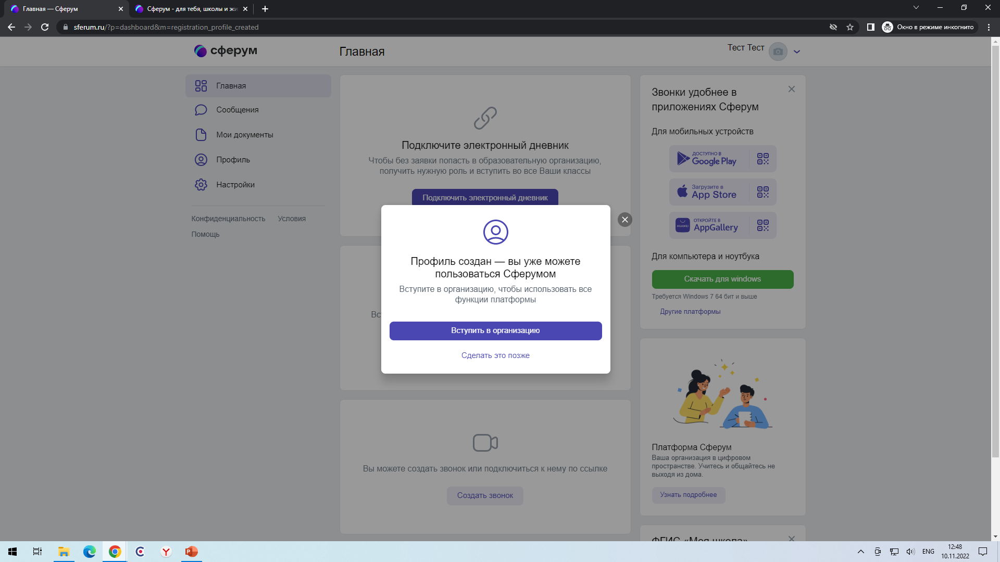 Главная — Сферум
Сферум - для тебя, школы и жи
sferum.ru/?p=dashboard&m=registration_profile_created
Окно в режиме инкогнито
сферум
Главная
Тест Тест
Главная
Сообщения
Мои документы
Профиль
Настройки
Конфиденциальность Условия
Помощь
Подключите электронный дневник
Чтобы без заявки попасть в образовательную организацию,
получить нужную роль и вступить во все Ваши классы
Подключить электронный дневник
Профиль создан — вы уже можете
пользоваться Сферумом
Вступите в организацию, чтобы использовать все
функции платформы
Вступить в организацию
Сделать это позже
Вы можете создать звонок или подключиться к нему по ссылке
Создать звонок
Звонки удобнее в
приложениях Сферум
Для мобильных устройств
ДОСТУПНО В
Google Play
Загрузите в
App Store
HUAWEI
ОТКРОЙТЕ В
AppGallery
Для компьютера и ноутбука
Скачать для windows
Требуется Windows 7 64 бит и выше
Другие платформы
Платформа Сферум
Ваша организация в цифровом
пространстве. Учитесь и общайтесь не
выходя из дома.
Узнать подробнее
ФГИС «Моя школа»
ENG
12:48
10.11.2022